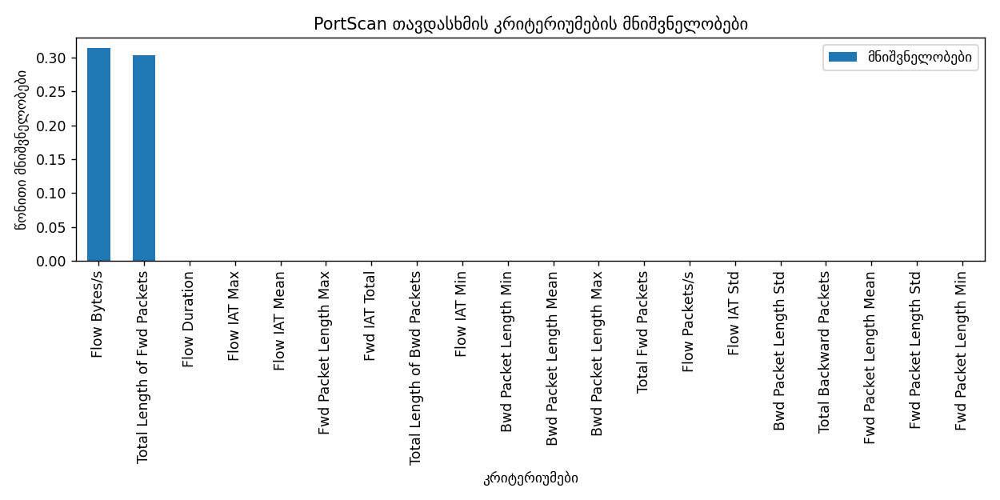 PortScan თავდასხმის კრიტერიუმების მნიშვნელობები
მნიშვნელობები
წონითი მნიშვნელობები
0.30
0.25
0.20
0.15
0.10
0.05
0.00
Flow Bytes/s
Total Length of Fwd Packets
Flow Duration
Flow IAT Max
Flow IAT Mean
Fwd Packet Length Max
Fwd IAT Total
Total Length of Bwd Packets
Flow IAT Min
Bwd Packet Length Min
Bwd Packet Length Mean
Bwd Packet Length Max
Total Fwd Packets
Flow Packets/s
Flow IAT Std
Bwd Packet Length Std
Total Backward Packets
Fwd Packet Length Mean
Fwd Packet Length Std
Fwd Packet Length Min
კრიტერიუმები